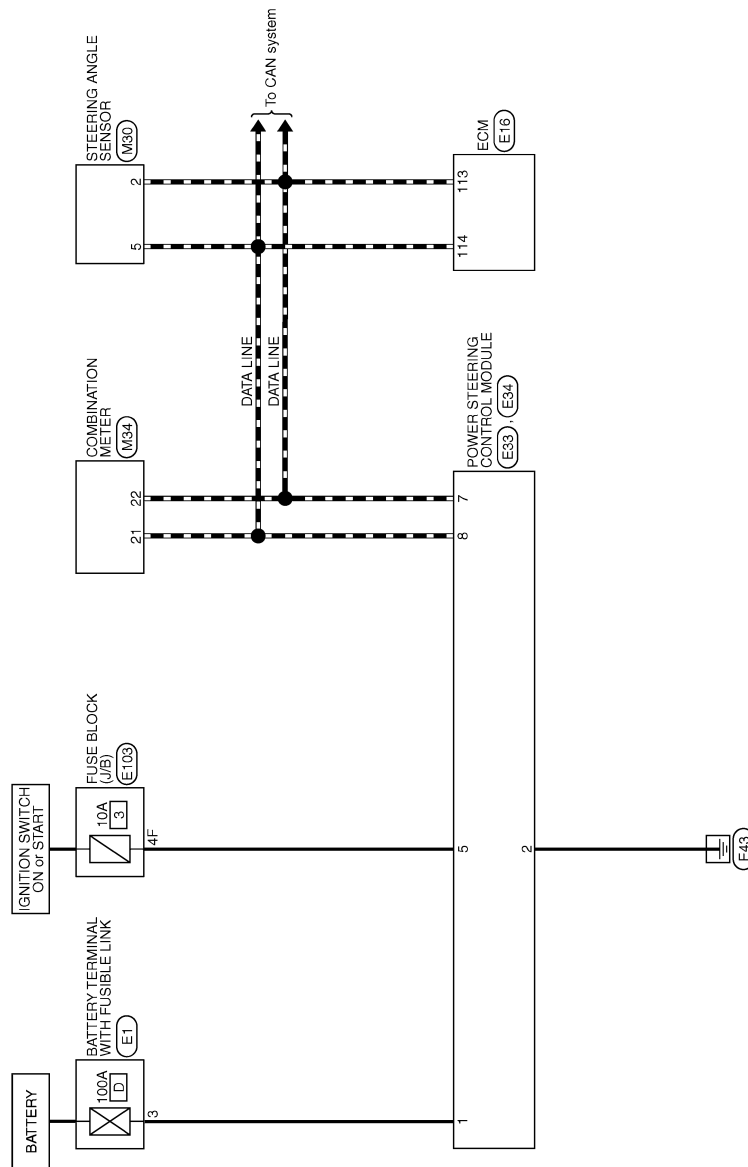 BATTERY
IGNITION SWITCH
ON or START
BATTERY TERMINAL
WITH FUSIBLE LINK
E1
100A
D
3
FUSE BLOCK
(J/B)
E103
10A
3
4F
COMBINATION
METER
M34
21
22
STEERING ANGLE
SENSOR
M30
5
2
DATA LINE
DATA LINE
To CAN system
1
5
8
7
POWER STEERING
CONTROL MODULE
E33 , E34
2
114
113
ECM
E16
E43